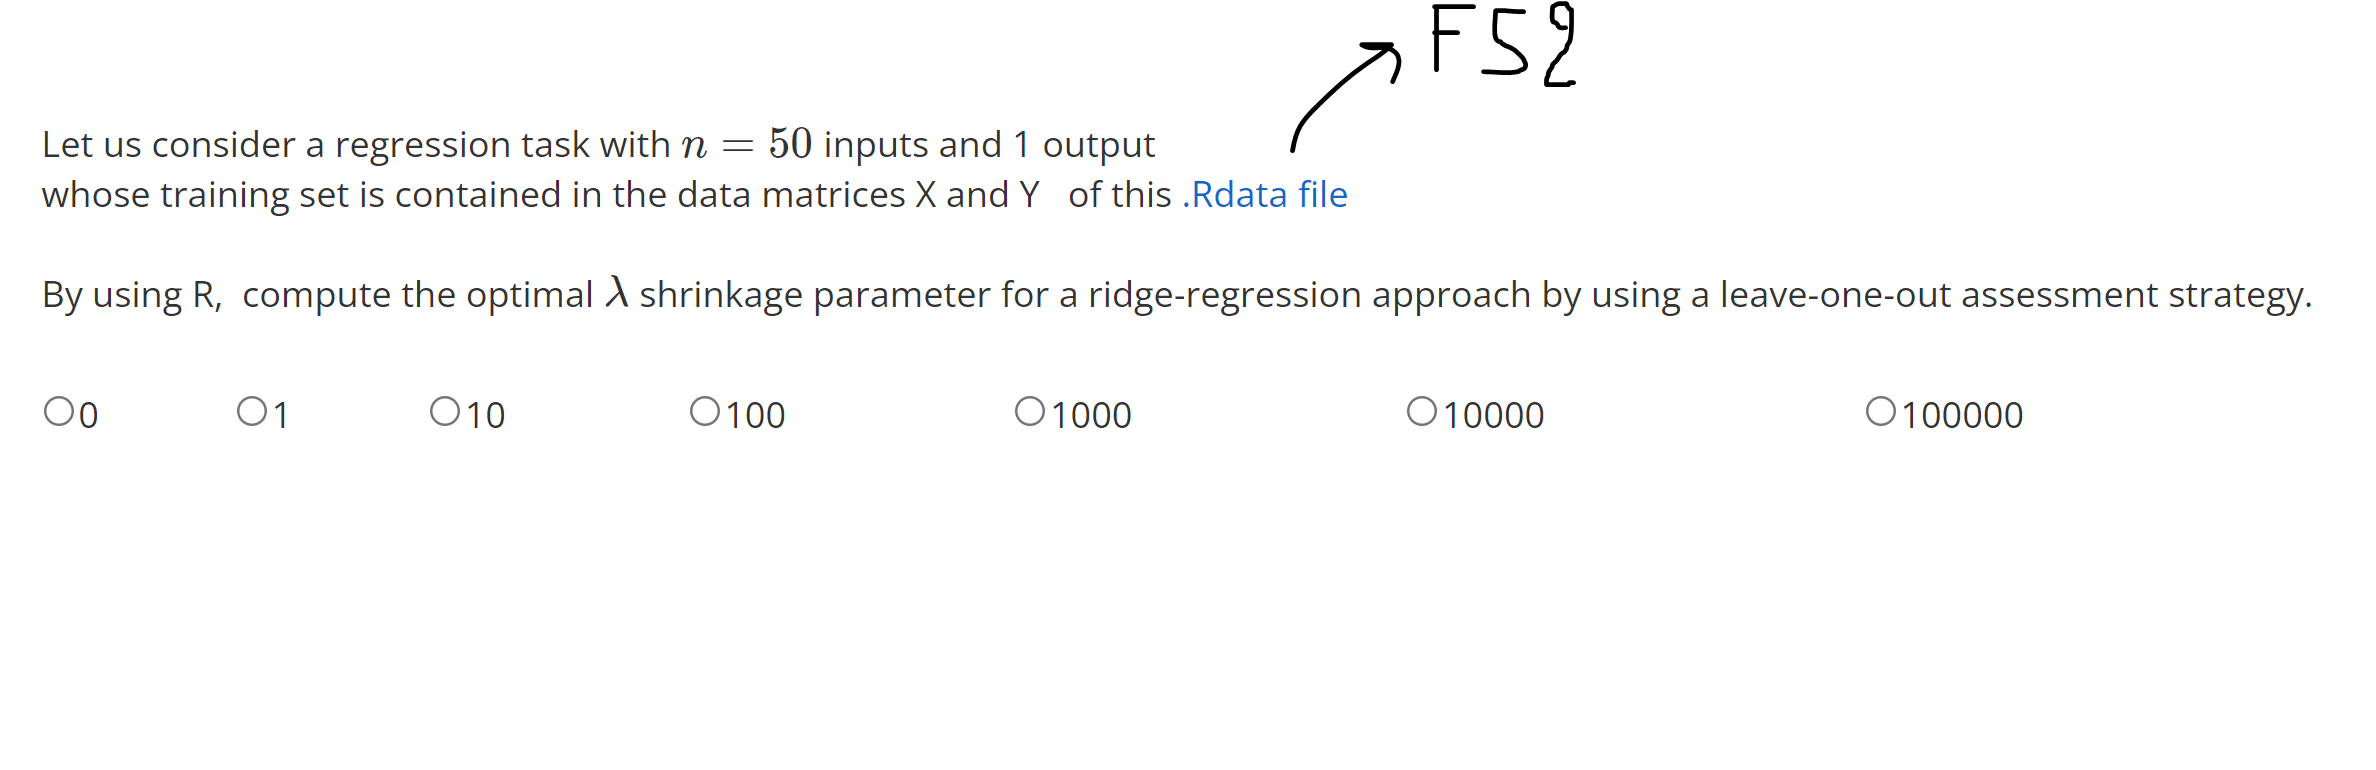 FS2
Let us consider a regression task with n = 50 inputs and 1 output
whose training set is contained in the data matrices X and Y of this .Rdata file
By using R, compute the optimal λ shrinkage parameter for a ridge-regression approach by using a leave-one-out assessment strategy.
0 1 10 100 1000 10000 100000